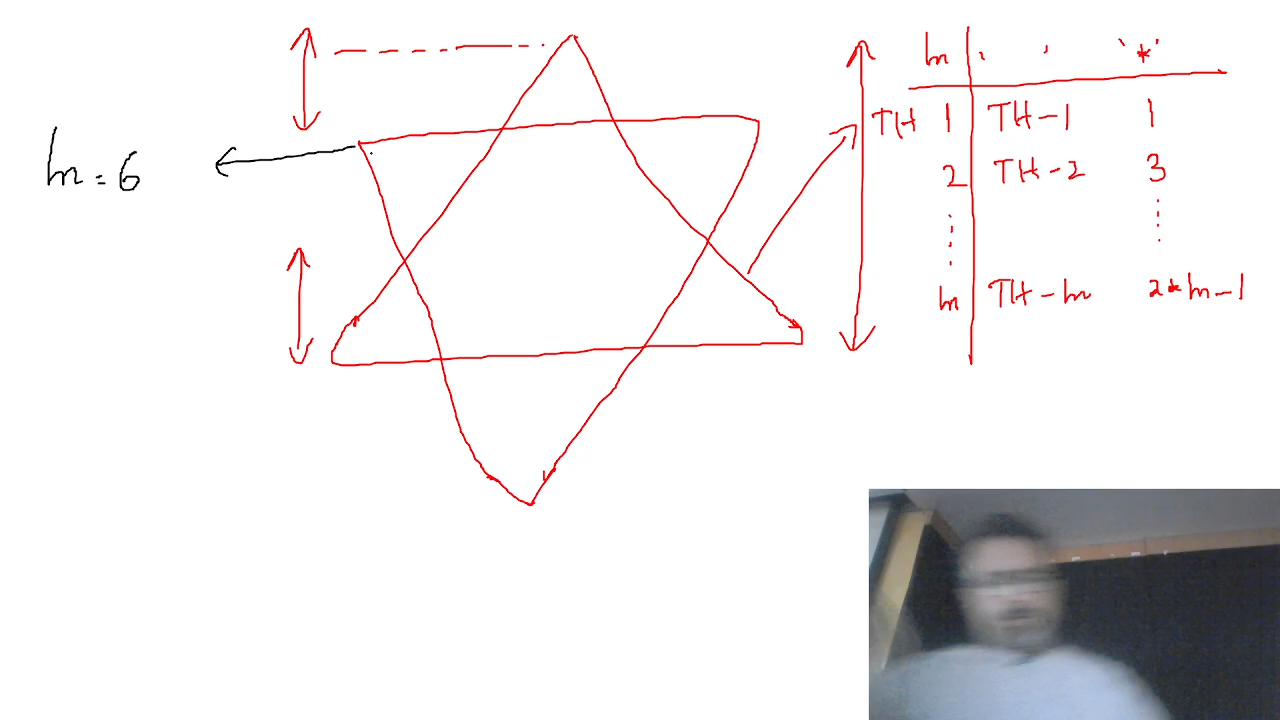 n ' ' '*'
TH 1 TH-1 1
2 TH-2 3
n TH-n 2*n-1
n = 6